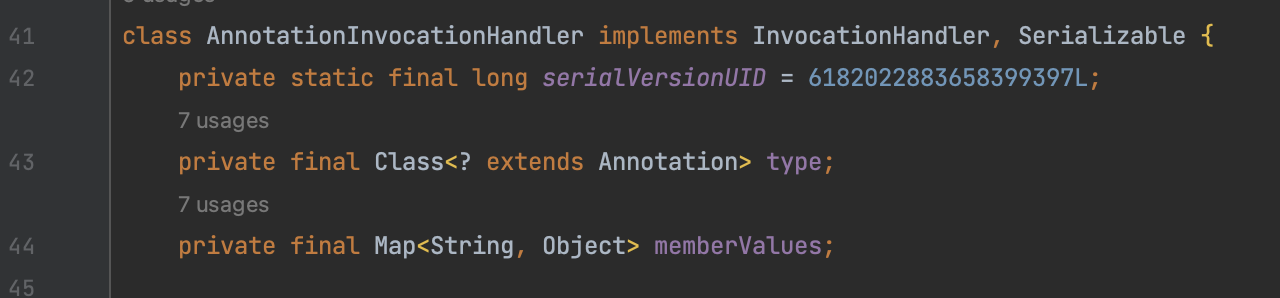 usages
41 class AnnotationInvocationHandler implements InvocationHandler, Serializable {
42 private static final long serialVersionUID = 6182022883658399397L;
7 usages
43 private final Class<? extends Annotation> type;
7 usages
44 private final Map<String, Object> memberValues;
45